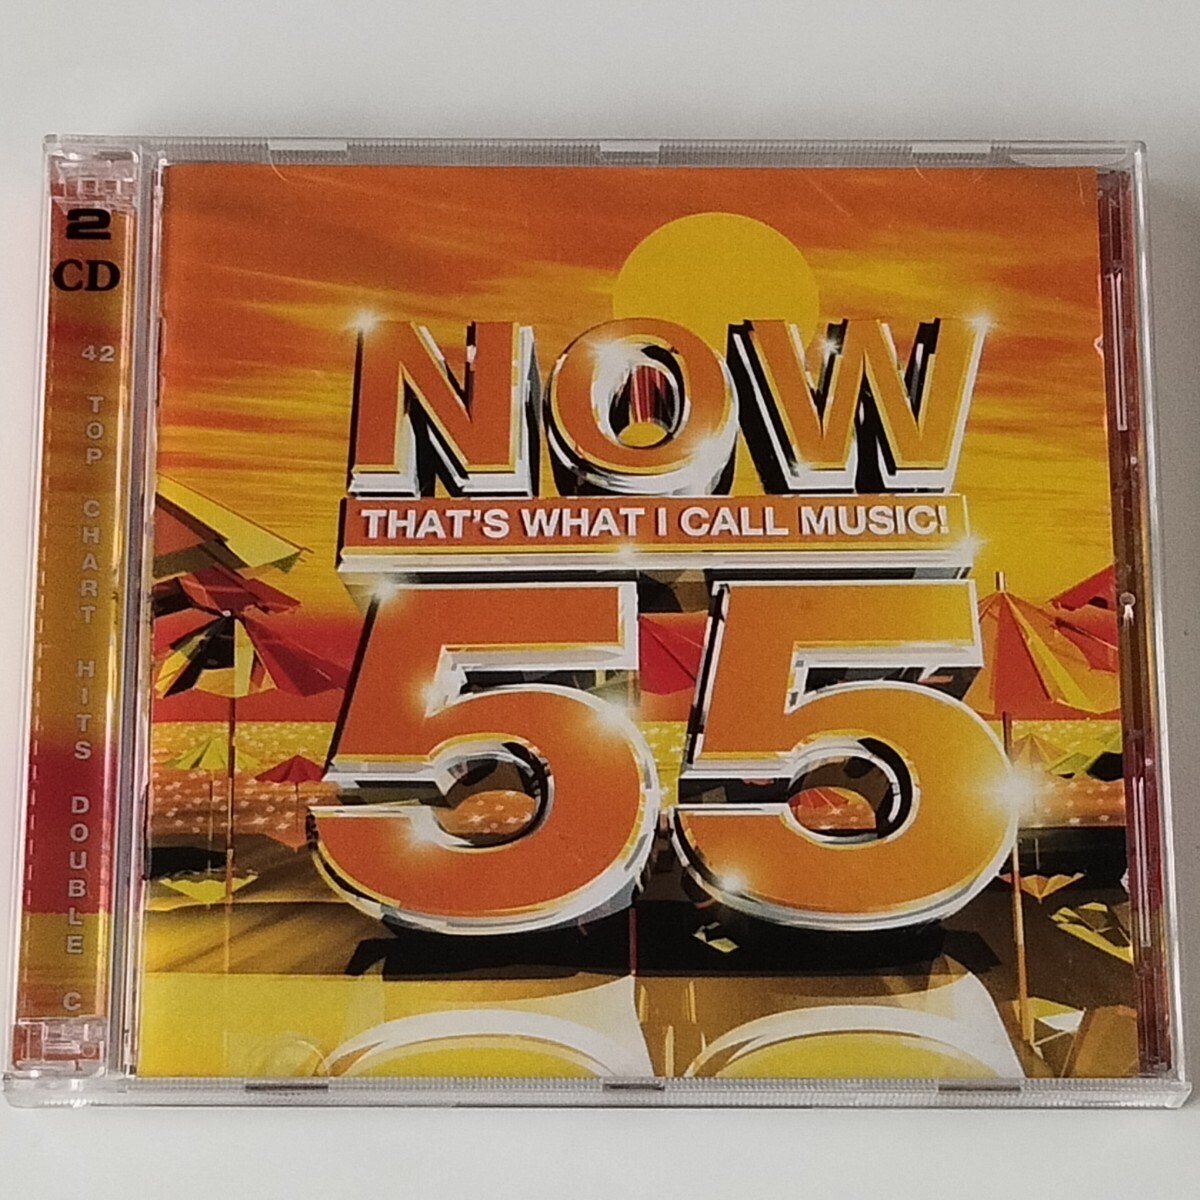 2
CD
42 TOP CHART HITS DOUBLE C
NOW
THAT'S WHAT I CALL MUSIC!
55